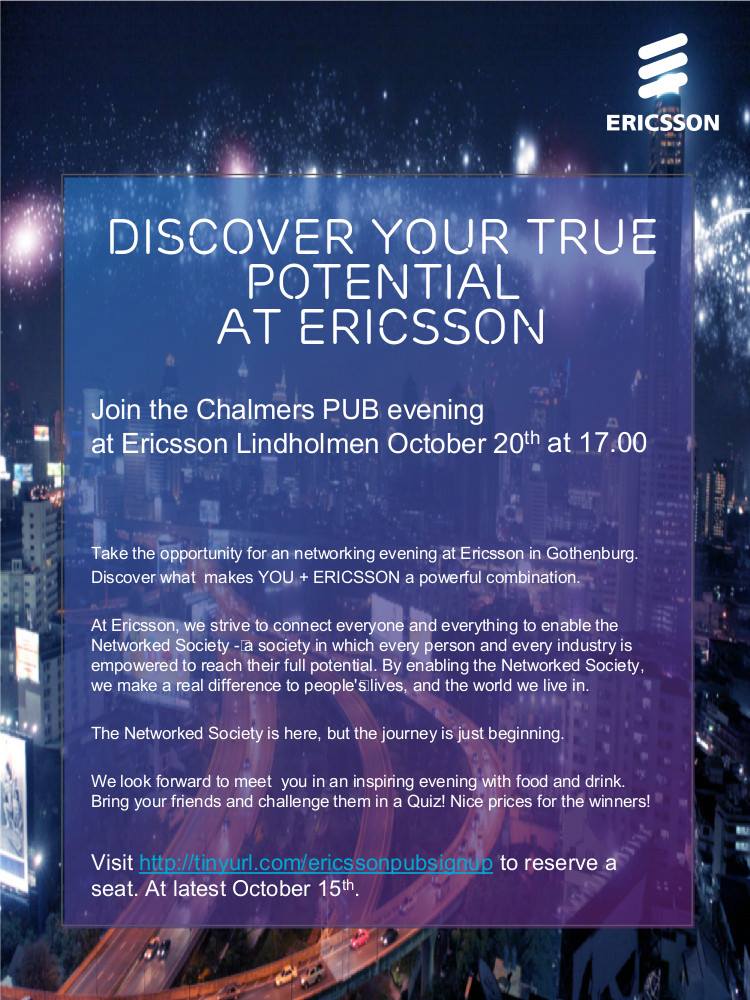 ERICSSON
DISCOVER YOUR TRUE
POTENTIAL
AT ERICSSON
Join the Chalmers PUB evening
at Ericsson Lindholmen October 20th at 17.00
Take the opportunity for an networking evening at Ericsson in Gothenburg.
Discover what  makes YOU + ERICSSON a powerful combination.
At Ericsson, we strive to connect everyone and everything to enable the
Networked Society - a society in which every person and every industry is
empowered to reach their full potential. By enabling the Networked Society,
we make a real difference to people's lives, and the world we live in.
The Networked Society is here, but the journey is just beginning.
We look forward to meet  you in an inspiring evening with food and drink.
Bring your friends and challenge them in a Quiz! Nice prices for the winners!
Visit http://tinyurl.com/ericssonpubsignup to reserve a
seat. At latest October 15th.